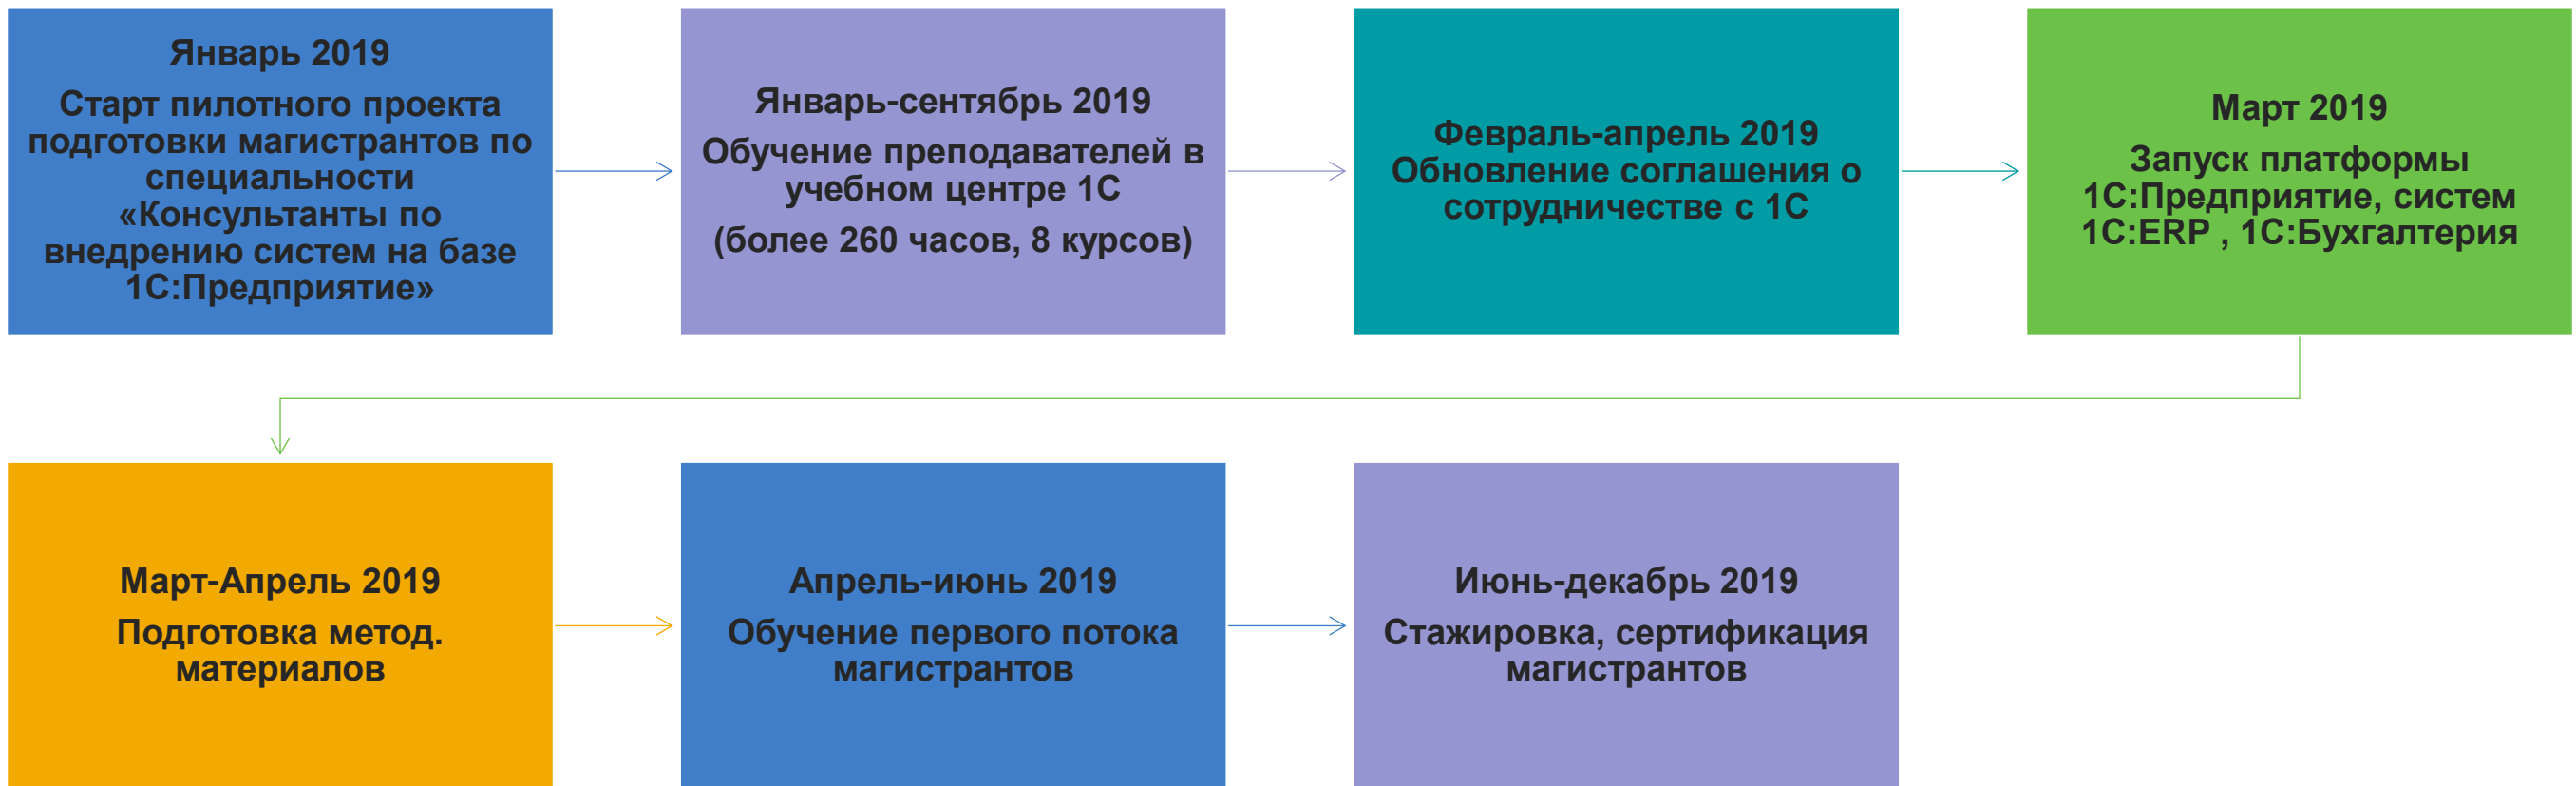 Январь 2019
Старт пилотного проекта
подготовки магистрантов по
специальности
«Консультанты по
внедрению систем на базе
1С:Предприятие»
Январь-сентябрь 2019
Обучение преподавателей в
учебном центре 1С
(более 260 часов, 8 курсов)
Февраль-апрель 2019
Обновление соглашения о
сотрудничестве с 1С
Март 2019
Запуск платформы
1С:Предприятие, систем
1С:ERP , 1С:Бухгалтерия
Март-Апрель 2019
Подготовка метод.
материалов
Апрель-июнь 2019
Обучение первого потока
магистрантов
Июнь-декабрь 2019
Стажировка, сертификация
магистрантов